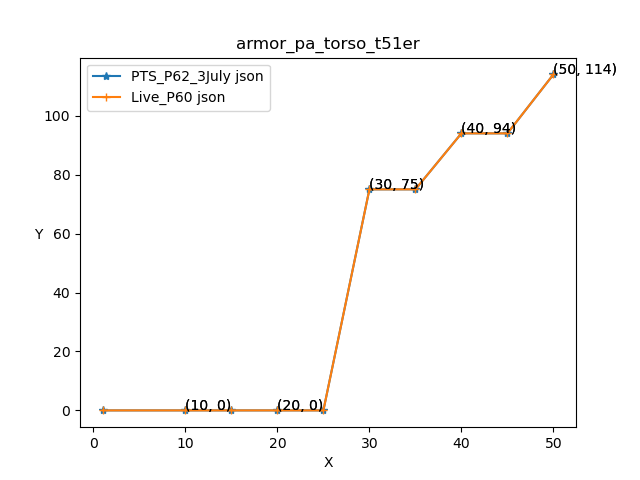 armor_pa_torso_t51er
PTS_P62_3July json
Live_P60 json
(50, 114)
(40, 94)
(30, 75)
(10, 0)
(20, 0)
100
80
60
40
20
0
Y
0 10 20 30 40 50
X